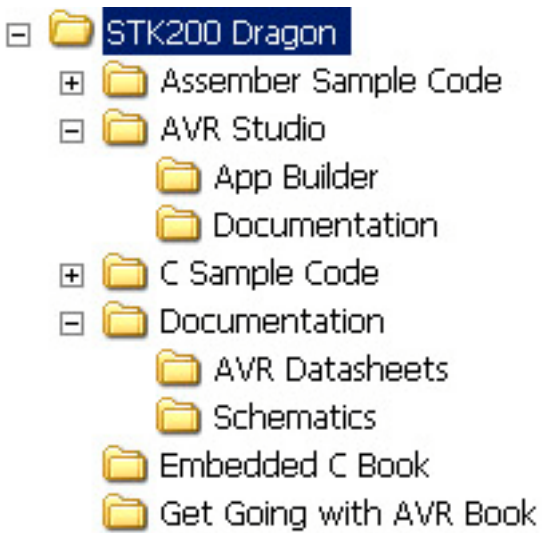 STK200 Dragon
Assember Sample Code
AVR Studio
App Builder
Documentation
C Sample Code
Documentation
AVR Datasheets
Schematics
Embedded C Book
Get Going with AVR Book